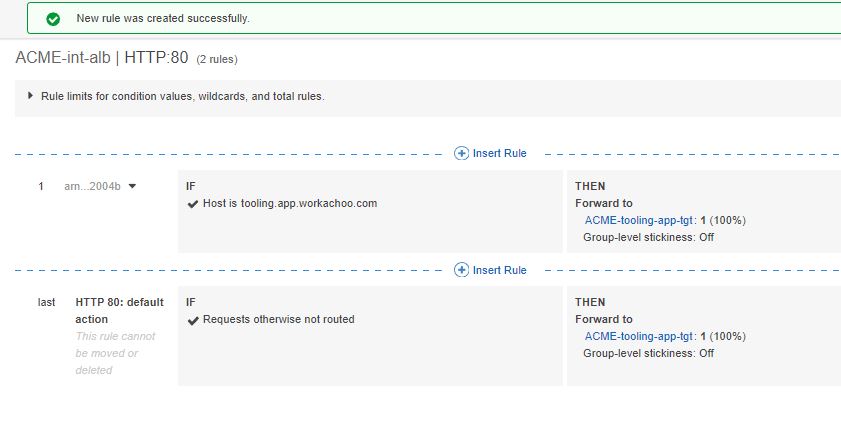 New rule was created successfully.
ACME-int-alb | HTTP:80 (2 rules)
Rule limits for condition values, wildcards, and total rules.
Insert Rule
1 arn...2004b
IF
Host is tooling.app.workachoo.com
THEN
Forward to
ACME-tooling-app-tgt: 1 (100%)
Group-level stickiness: Off
Insert Rule
last
HTTP 80: default
action
This rule cannot
be moved or
deleted
IF
Requests otherwise not routed
THEN
Forward to
ACME-tooling-app-tgt: 1 (100%)
Group-level stickiness: Off